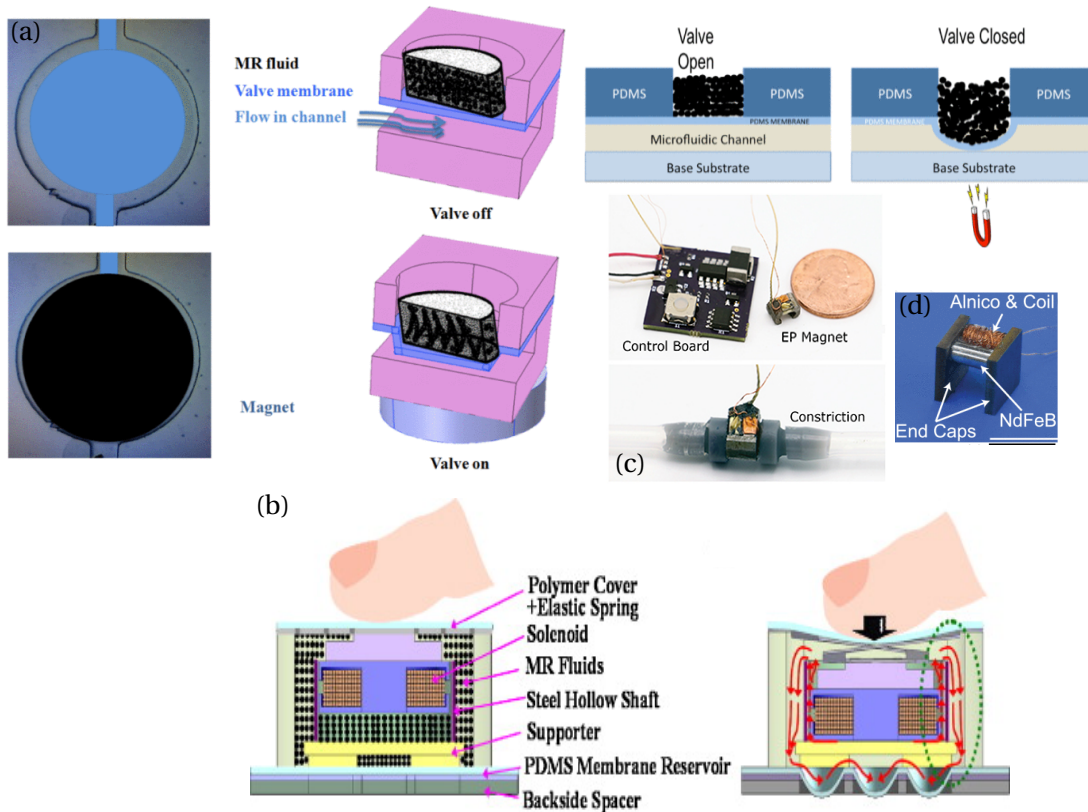 (a)
MR fluid
Valve membrane
Flow in channel
Valve off
Magnet
Valve on
Valve
Open
PDMS
PDMS
PDMS MEMBRANE
Microfluidic Channel
Base Substrate
Valve Closed
PDMS
PDMS
PDMS MEMBRANE
Microfluidic Channel
Base Substrate
Control Board
EP Magnet
Constriction
(c)
(d)
Alnico & Coil
NdFeB
End Caps
(b)
Polymer Cover
+Elastic Spring
Solenoid
MR Fluids
Steel Hollow Shaft
Supporter
PDMS Membrane Reservoir
Backside Spacer